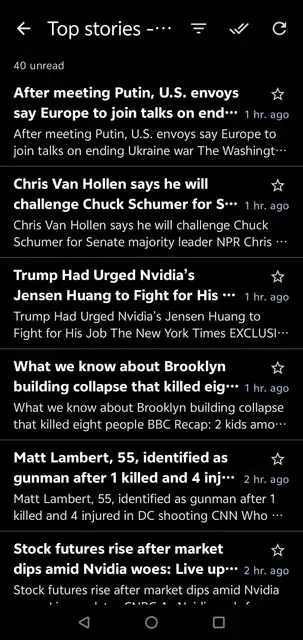 Top stories -···
40 unread
After meeting Putin, U.S. envoys
say Europe to join talks on end··· 1 hr. ago
After meeting Putin, U.S. envoys say Europe to
join talks on ending Ukraine war The Washingt···
Chris Van Hollen says he will
challenge Chuck Schumer for S··· 1 hr. ago
Chris Van Hollen says he will challenge Chuck
Schumer for Senate majority leader NPR Chris ···
Trump Had Urged Nvidia's
Jensen Huang to Fight for His ··· 1 hr. ago
Trump Had Urged Nvidia's Jensen Huang to
Fight for His Job The New York Times EXCLUSI···
What we know about Brooklyn
building collapse that killed eig··· 1 hr. ago
What we know about Brooklyn building collapse
that killed eight people BBC Recap: 2 kids amo···
Matt Lambert, 55, identified as
gunman after 1 killed and 4 inj··· 2 hr. ago
Matt Lambert, 55, identified as gunman after 1
killed and 4 injured in DC shooting CNN Who ···
Stock futures rise after market
dips amid Nvidia woes: Live up··· 2 hr. ago
Stock futures rise after market dips amid Nvidia